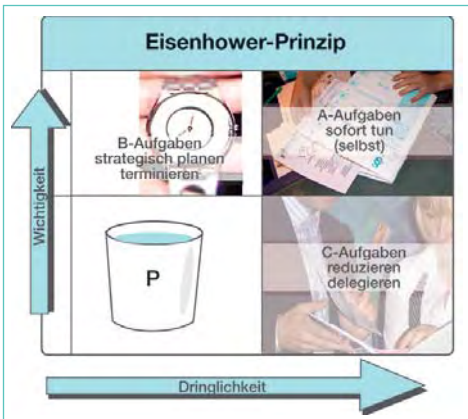 Eisenhower-Prinzip
B-Aufgaben
strategisch planen
terminieren
A-Aufgaben
sofort tun
(selbst)
Wichtigkeit
P
C-Aufgaben
reduzieren
delegieren
Dringlichkeit